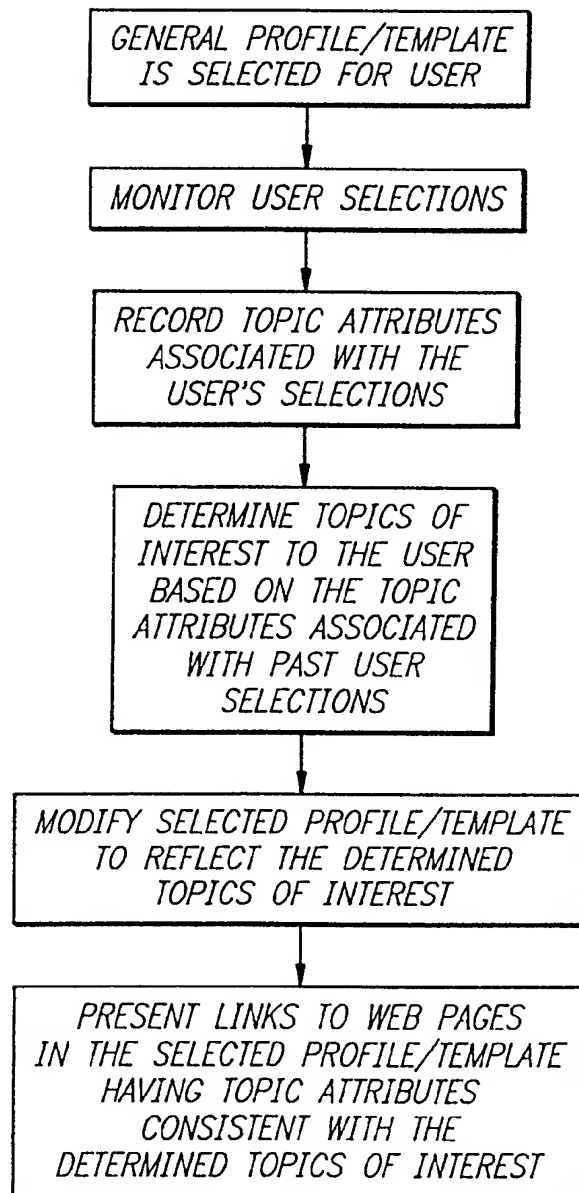 GENERAL PROFILE/TEMPLATE
IS SELECTED FOR USER
MONITOR USER SELECTIONS
RECORD TOPIC ATTRIBUTES
ASSOCIATED WITH THE
USER'S SELECTIONS
DETERMINE TOPICS OF
INTEREST TO THE USER
BASED ON THE TOPIC
ATTRIBUTES ASSOCIATED
WITH PAST USER
SELECTIONS
MODIFY SELECTED PROFILE/TEMPLATE
TO REFLECT THE DETERMINED
TOPICS OF INTEREST
PRESENT LINKS TO WEB PAGES
IN THE SELECTED PROFILE/TEMPLATE
HAVING TOPIC ATTRIBUTES
CONSISTENT WITH THE
DETERMINED TOPICS OF INTEREST